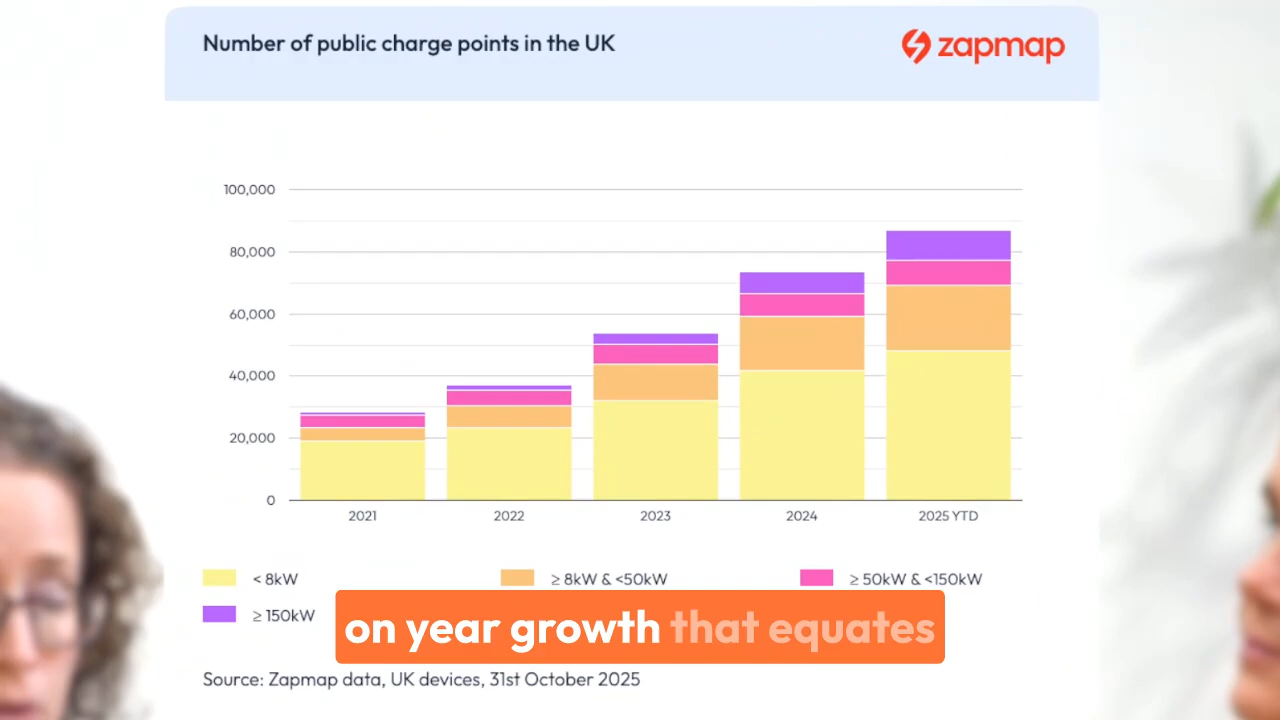 Number of public charge points in the UK
zapmap
100,000
80,000
60,000
40,000
20,000
0
2021
2022
2023
2024
2025 YTD
< 8kW
≥ 8kW & <50kW
≥ 50kW & <150kW
≥ 150kW
on year growth that equates
Source: Zapmap data, UK devices, 31st October 2025